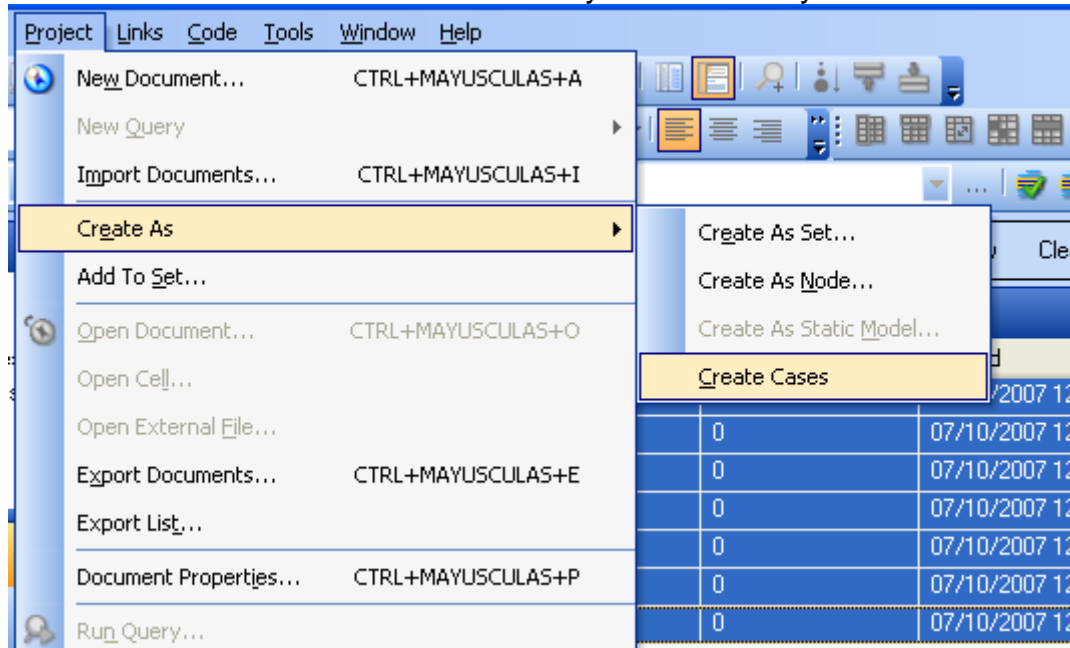 Project Links Code Tools Window Help
New Document... CTRL+MAYUSCULAS+A
New Query
Import Documents... CTRL+MAYUSCULAS+I
...
Create As
Create As Set...
Cle
Add To Set...
Create As Node...
Open Document... CTRL+MAYUSCULAS+O
Create As Static Model...
Open Cell...
Create Cases
/2007 12
Open External File...
0 07/10/2007 12
Export Documents... CTRL+MAYUSCULAS+E
0 07/10/2007 12
Export List...
0 07/10/2007 12
0 07/10/2007 12
Document Properties... CTRL+MAYUSCULAS+P
0 07/10/2007 12
Run Query...
0 07/10/2007 12